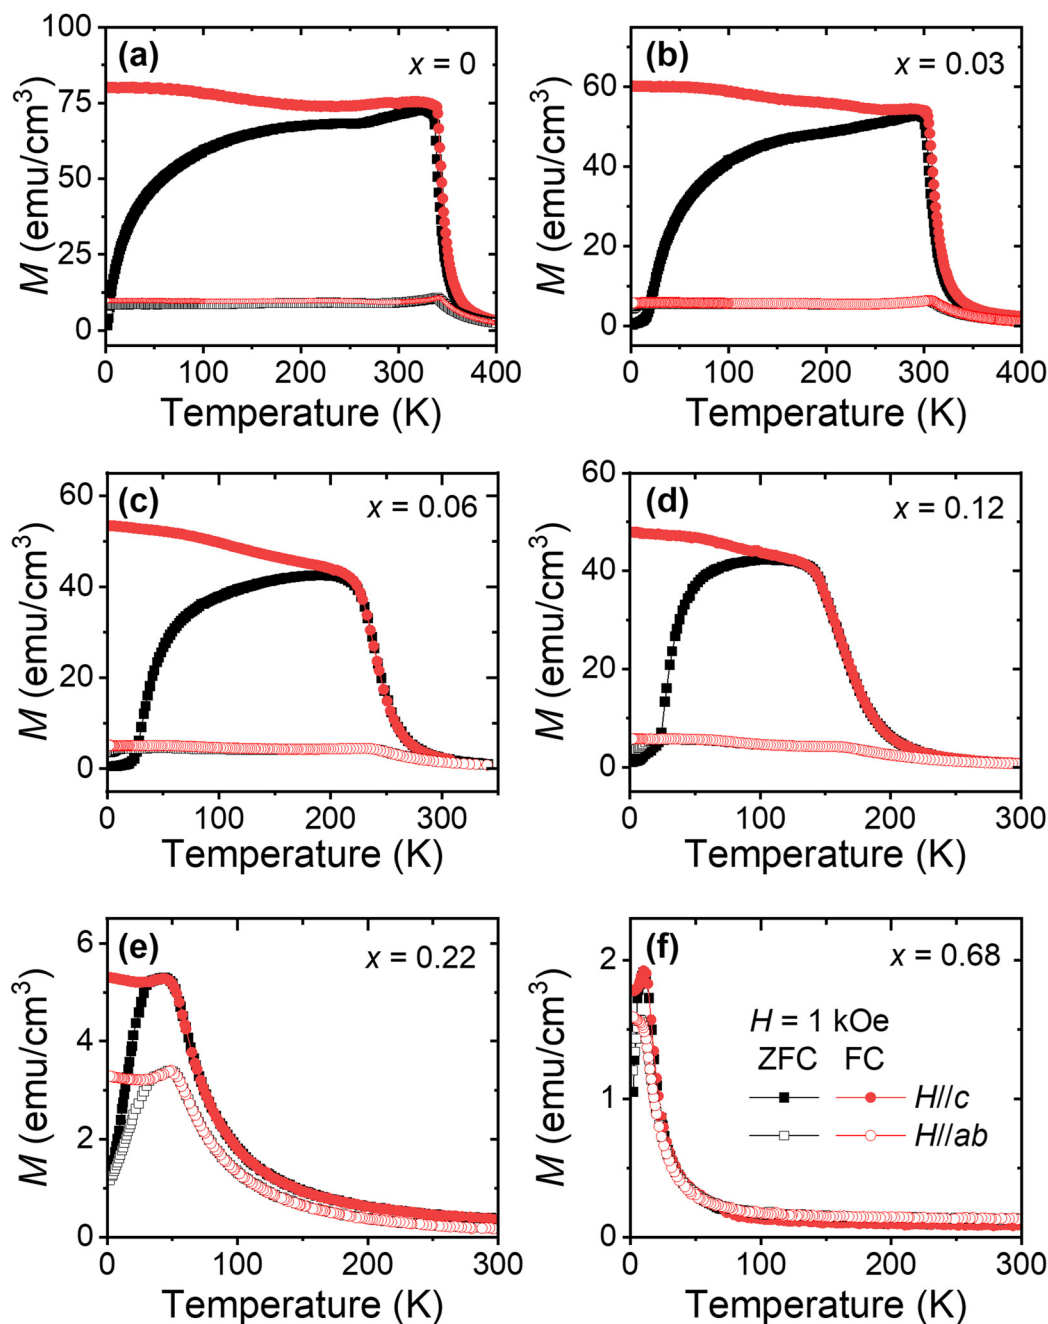 (a) x = 0
M (emu/cm³)
100
75
50
25
0
0 100 200 300 400
Temperature (K)
(b) x = 0.03
M (emu/cm³)
60
40
20
0
0 100 200 300 400
Temperature (K)
(c) x = 0.06
M (emu/cm³)
60
40
20
0
0 100 200 300
Temperature (K)
(d) x = 0.12
M (emu/cm³)
60
40
20
0
0 100 200 300
Temperature (K)
(e) x = 0.22
M (emu/cm³)
6
4
2
0
0 100 200 300
Temperature (K)
(f) x = 0.68
M (emu/cm³)
2
1
0
H = 1 kOe
ZFC FC
H//c
H//ab
0 100 200 300
Temperature (K)